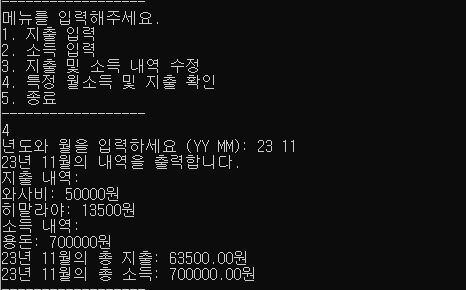 ------------------
메뉴를 입력해주세요.
1. 지출 입력
2. 소득 입력
3. 지출 및 소득 내역 수정
4. 특정 월소득 및 지출 확인
5. 종료
------------------
4
년도와 월을 입력하세요 (YY MM): 23 11
23년 11월의 내역을 출력합니다.
지출 내역:
와사비: 50000원
히말라야: 13500원
소득 내역:
용돈: 700000원
23년 11월의 총 지출: 63500.00원
23년 11월의 총 소득: 700000.00원
------------------